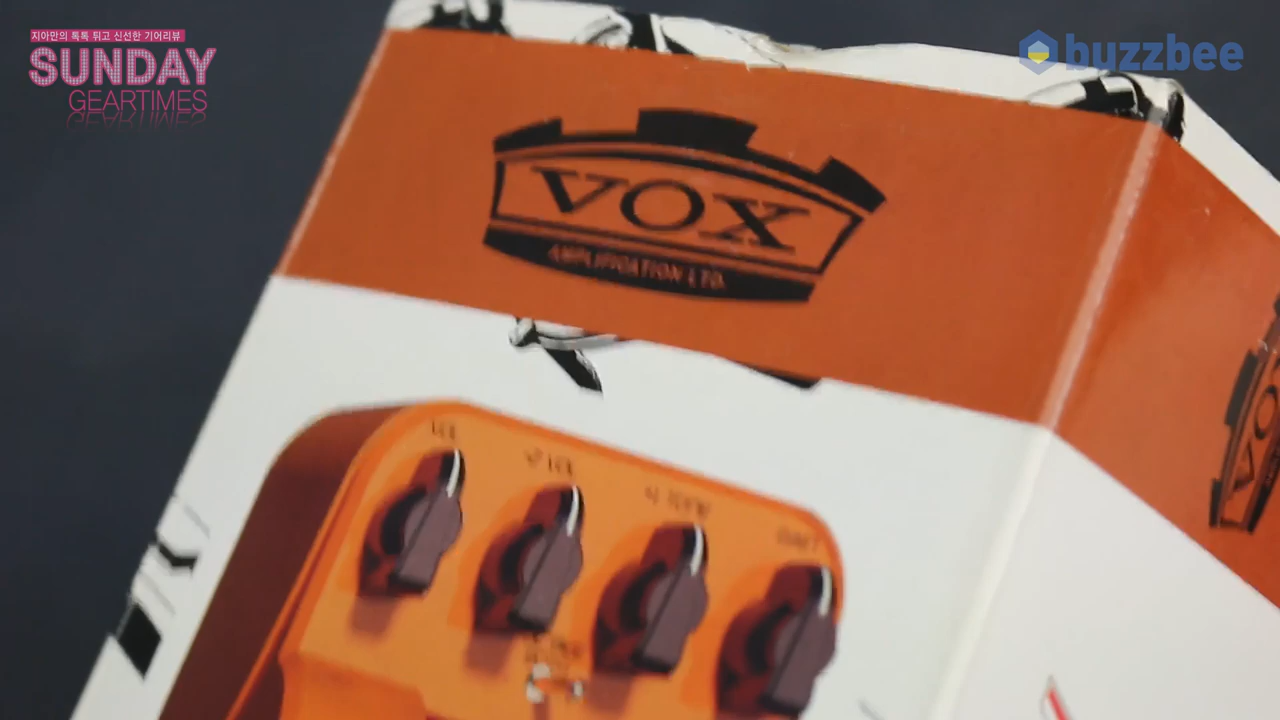 지아만의 톡톡 튀고 신선한 기어리뷰
SUNDAY
GEARTIMES
buzzbee
VOX
AMPLIFICATION LTD.
VO